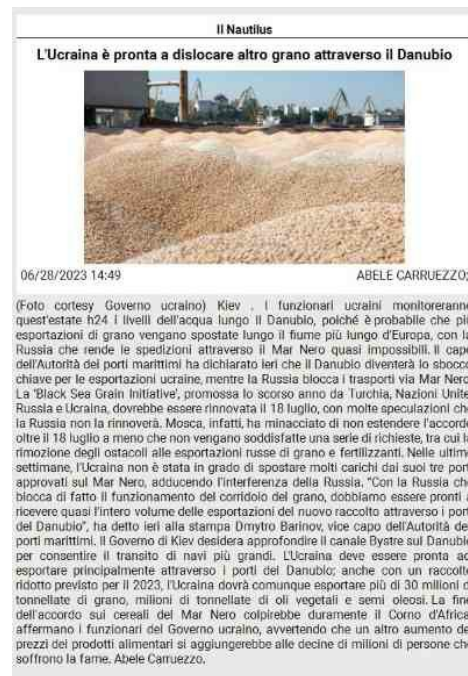 Il Nautilus
L'Ucraina è pronta a dislocare altro grano attraverso il Danubio
06/28/2023 14:49 ABELE CARRUEZZO;
(Foto cortesy Governo ucraino) Kiev . I funzionari ucraini monitoreranno
quest'estate h24 i livelli dell'acqua lungo il Danubio, poiché è probabile che più
esportazioni di grano vengano spostate lungo il fiume più lungo d'Europa, con la
Russia che rende le spedizioni attraverso il Mar Nero quasi impossibili. Il capo
dell'Autorità dei porti marittimi ha dichiarato ieri che il Danubio diventerà lo sbocco
chiave per le esportazioni ucraine, mentre la Russia blocca i trasporti via Mar Nero.
La 'Black Sea Grain Initiative', promossa lo scorso anno da Turchia, Nazioni Unite,
Russia e Ucraina, dovrebbe essere rinnovata il 18 luglio, con molte speculazioni che
la Russia non la rinnoverà. Mosca, infatti, ha minacciato di non estendere l'accordo
oltre il 18 luglio a meno che non vengano soddisfatte una serie di richieste, tra cui la
rimozione degli ostacoli alle esportazioni russe di grano e fertilizzanti. Nelle ultime
settimane, l'Ucraina non è stata in grado di spostare molti carichi dai suoi tre porti
approvati sul Mar Nero, adducendo l'interferenza della Russia. "Con la Russia che
blocca di fatto il funzionamento del corridoio del grano, dobbiamo essere pronti a
ricevere quasi l'intero volume delle esportazioni del nuovo raccolto attraverso i porti
del Danubio", ha detto ieri alla stampa Dmytro Barinov, vice capo dell'Autorità dei
porti marittimi. Il Governo di Kiev desidera approfondire il canale Bystre sul Danubio
per consentire il transito di navi più grandi. L'Ucraina deve essere pronta ad
esportare principalmente attraverso i porti del Danubio; anche con un raccolto
ridotto previsto per il 2023, l'Ucraina dovrà comunque esportare più di 30 milioni di
tonnellate di grano, milioni di tonnellate di oli vegetali e semi oleosi. La fine
dell'accordo sui cereali del Mar Nero colpirebbe duramente il Corno d'Africa,
affermano i funzionari del Governo ucraino, avvertendo che un altro aumento dei
prezzi dei prodotti alimentari si aggiungerebbe alle decine di milioni di persone che
soffrono la fame. Abele Carruezzo.